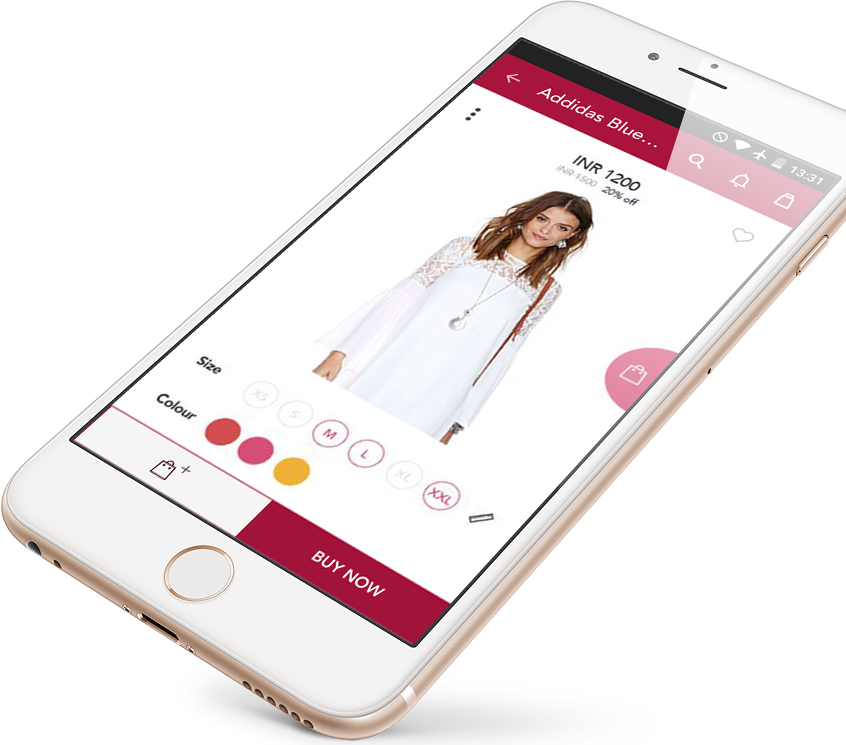 13:31
Addidas Blue...
INR 1200
INR 1500 20% off
Size
XS S M L XL XXL
Colour
+
BUY NOW